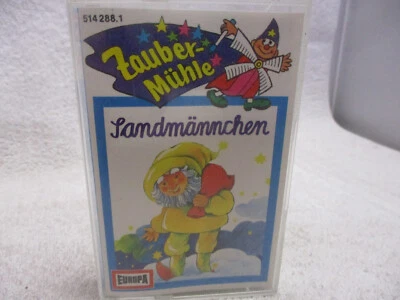 514 288.1
Zauber-
Mühle
Sandmännchen
EUROPA